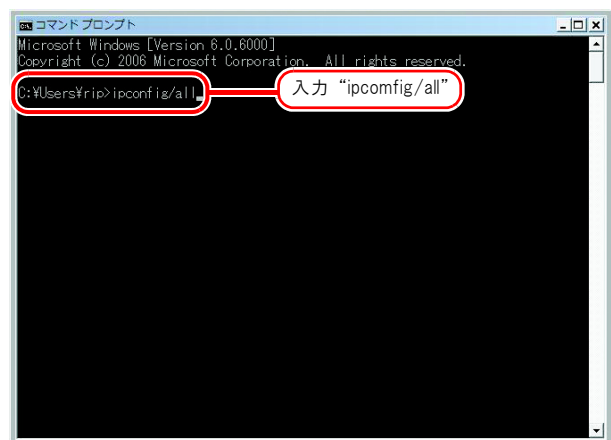 コマンド プロンプト
Microsoft Windows [Version 6.0.6000]
Copyright (c) 2006 Microsoft Corporation.  All rights reserved.
C:¥Users¥rip>ipconfig/all_
入力 “ipcomfig/all”